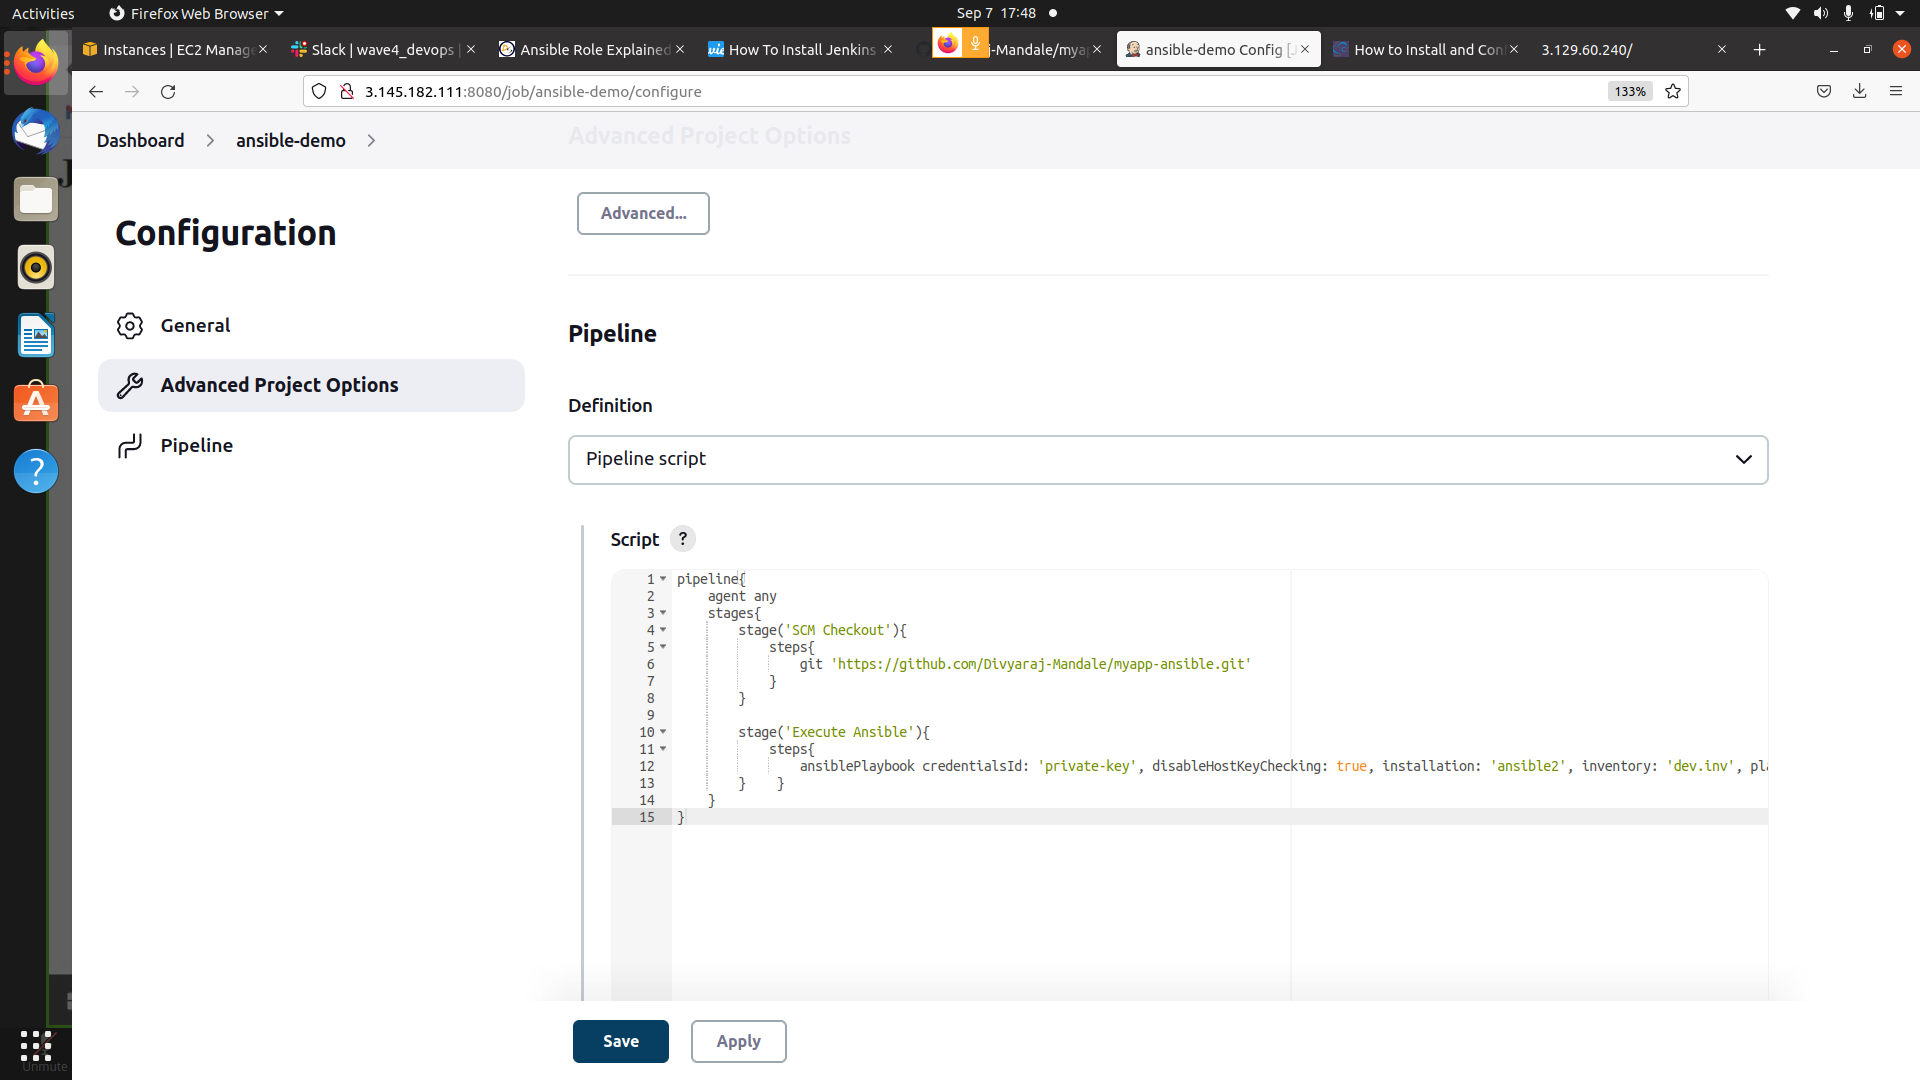 Activities
Firefox Web Browser
Sep 7 17:48
Instances | EC2 Manage
Slack | wave4_devops |
Ansible Role Explained
How To Install Jenkins
j-Mandale/myap
ansible-demo Config [J
How to Install and Con
3.129.60.240/
3.145.182.111:8080/job/ansible-demo/configure
133%
Dashboard
ansible-demo
Advanced Project Options
Configuration
General
Advanced Project Options
Pipeline
Advanced...
Pipeline
Definition
Pipeline script
Script ?
1 pipeline{
2 agent any
3 stages{
4 stage('SCM Checkout'){
5 steps{
6 git 'https://github.com/Divyaraj-Mandale/myapp-ansible.git'
7 }
8 }
9
10 stage('Execute Ansible'){
11 steps{
12 ansiblePlaybook credentialsId: 'private-key', disableHostKeyChecking: true, installation: 'ansible2', inventory: 'dev.inv', pla
13 } }
14 }
15 }
Save
Apply
Unmute